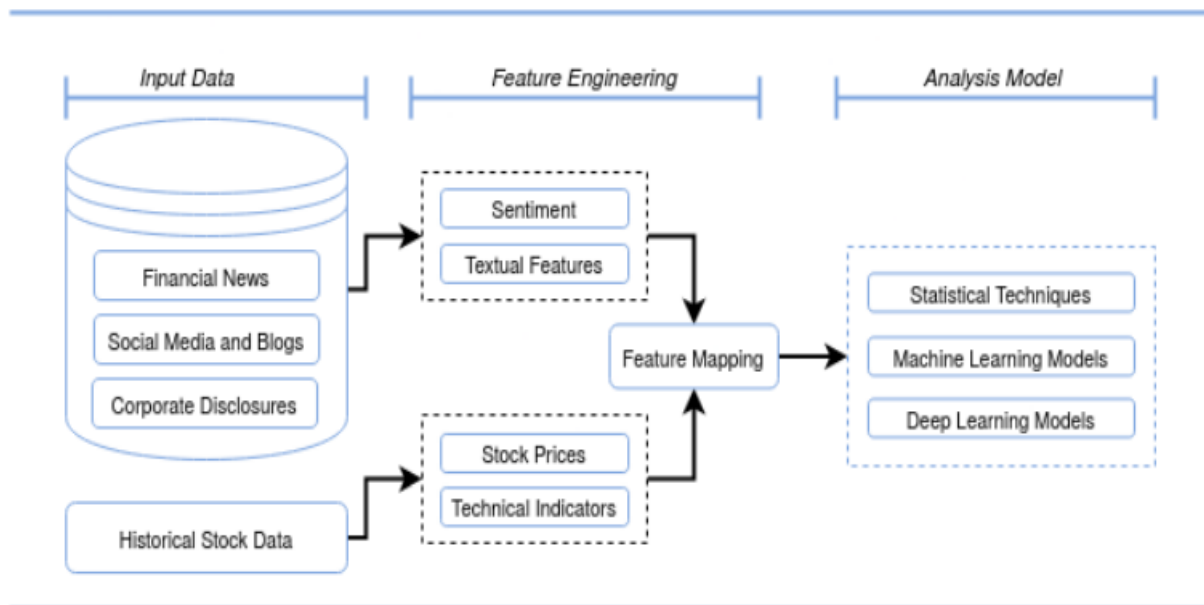 Input Data
Feature Engineering
Analysis Model
Financial News
Social Media and Blogs
Corporate Disclosures
Historical Stock Data
Sentiment
Textual Features
Stock Prices
Technical Indicators
Feature Mapping
Statistical Techniques
Machine Learning Models
Deep Learning Models